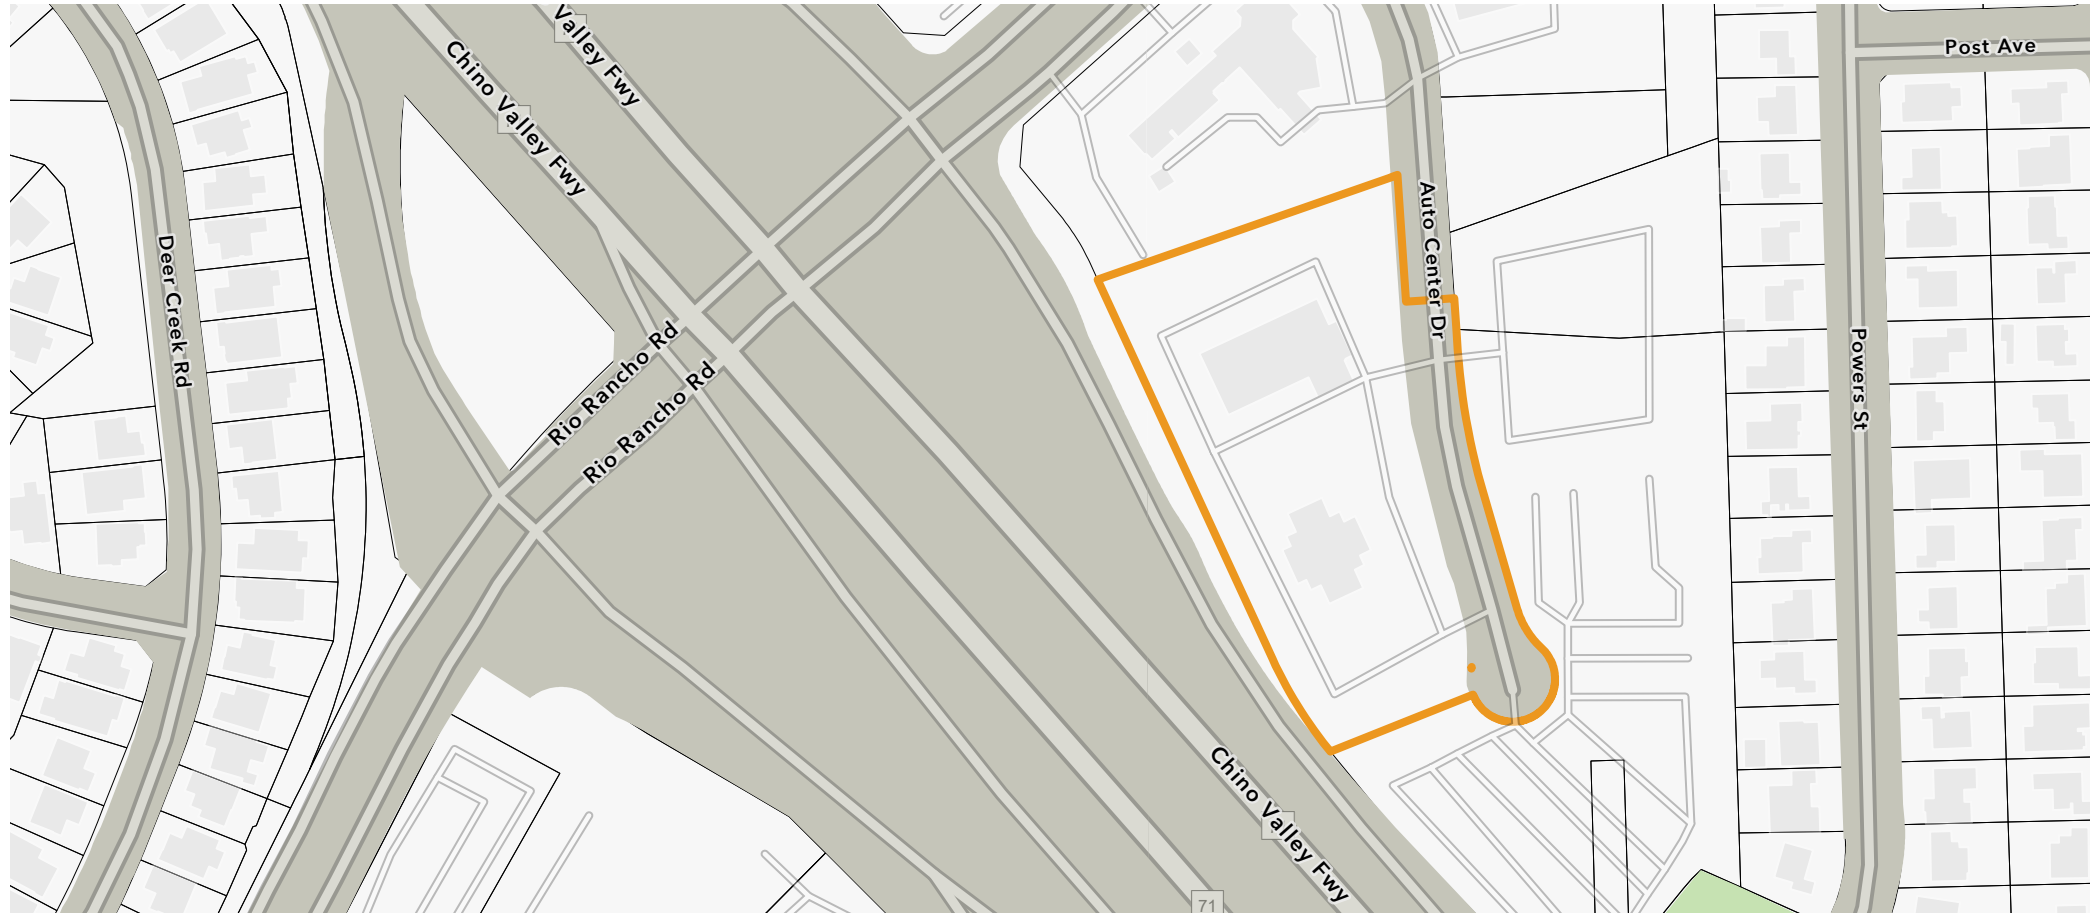 Valley Fwy
Chino Valley Fwy
Post Ave
Auto Center Dr
Deer Creek Rd
Rio Rancho Rd
Rio Rancho Rd
Powers St
Chino Valley Fwy
71